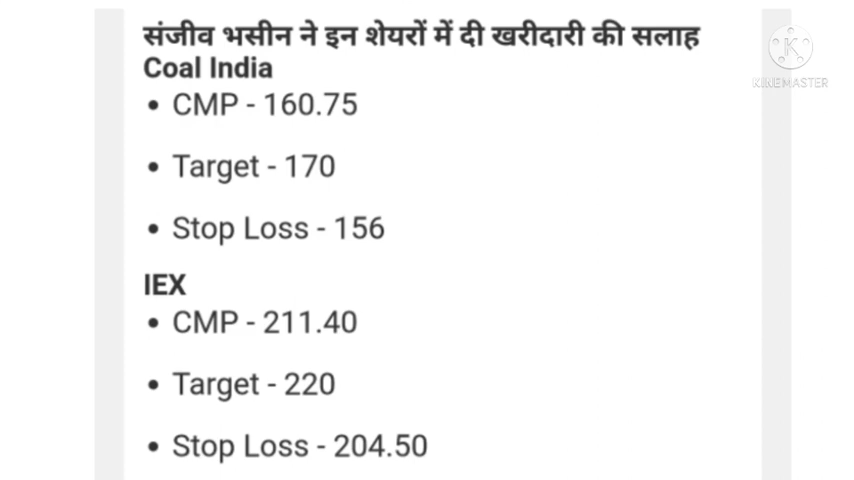 संजीव भसीन ने इन शेयरों में दी खरीदारी की सलाह
Coal India
• CMP - 160.75
• Target - 170
• Stop Loss - 156
IEX
• CMP - 211.40
• Target - 220
• Stop Loss - 204.50
K
KINEMASTER